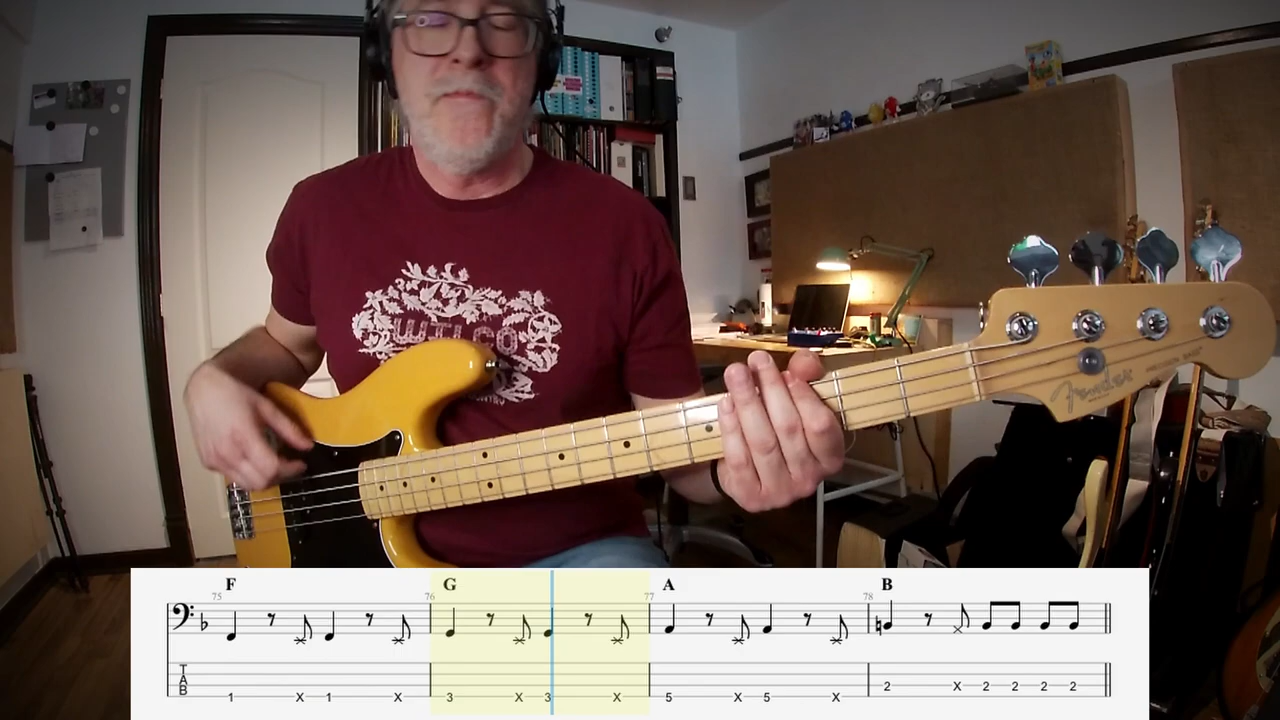 WILCO
Fender
F G A B
75 76 77 78
T
A
B
1 X 1 X 3 X 3 X 5 X 5 X 2 X 2 2 2 2